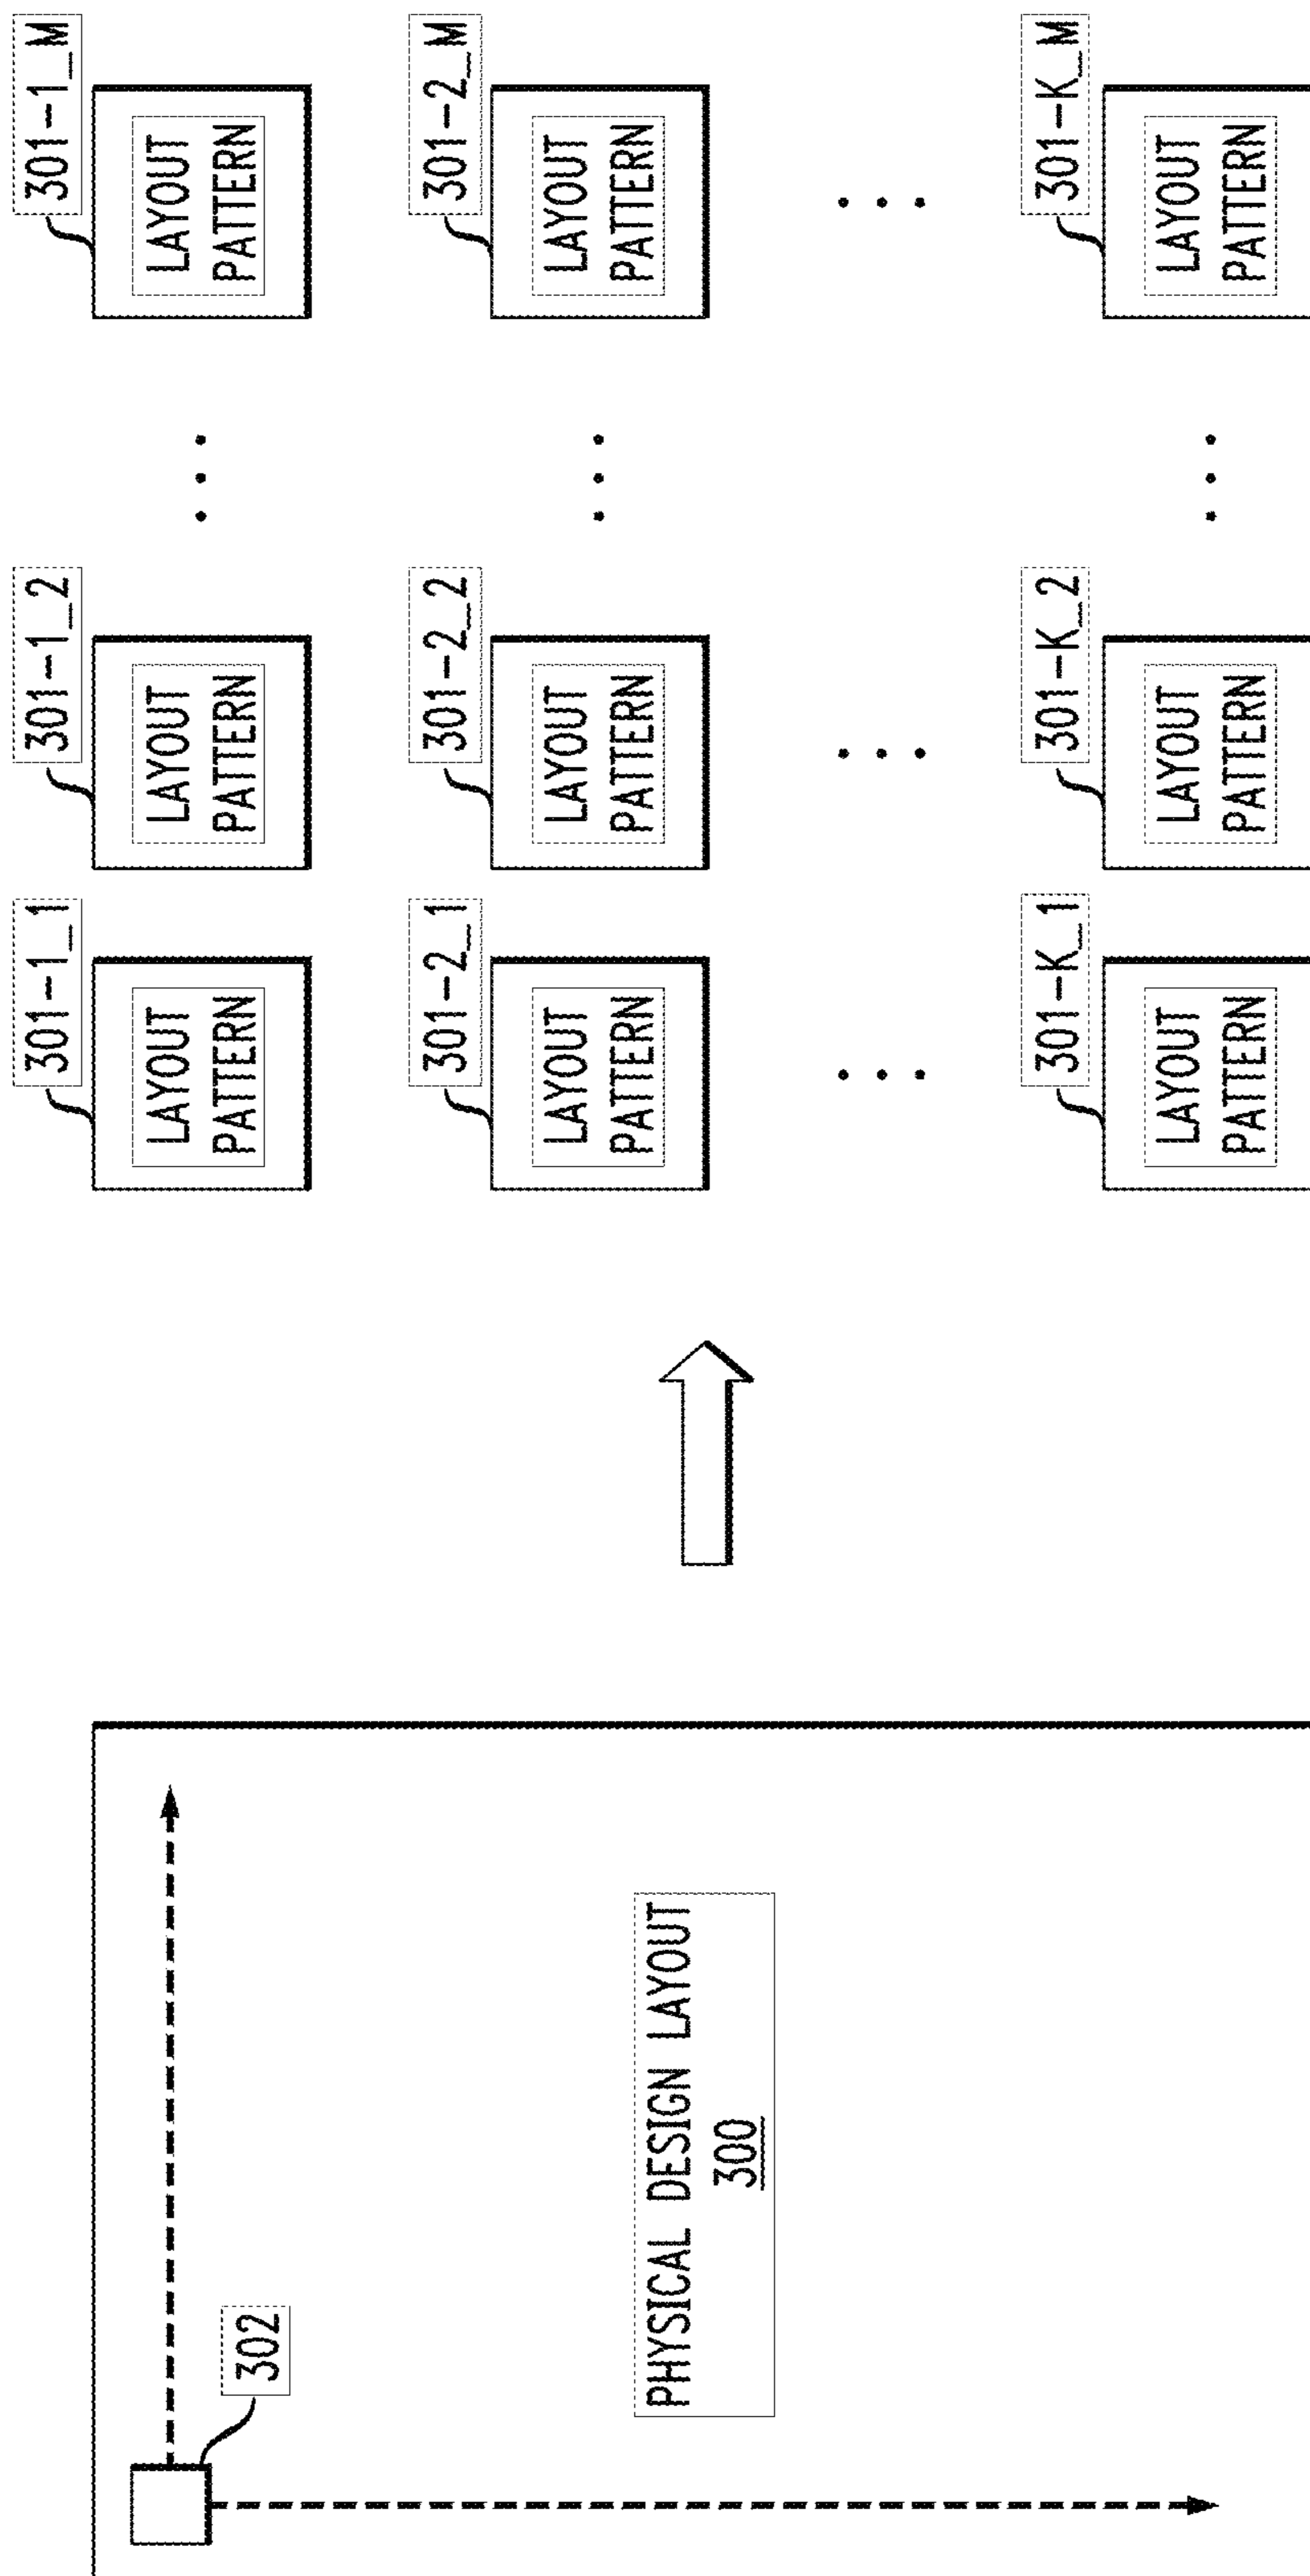 302
PHYSICAL DESIGN LAYOUT
300
301-1_1
LAYOUT
PATTERN
301-1_2
LAYOUT
PATTERN
301-1_M
LAYOUT
PATTERN
301-2_1
LAYOUT
PATTERN
301-2_2
LAYOUT
PATTERN
301-2_M
LAYOUT
PATTERN
301-K_1
LAYOUT
PATTERN
301-K_2
LAYOUT
PATTERN
301-K_M
LAYOUT
PATTERN